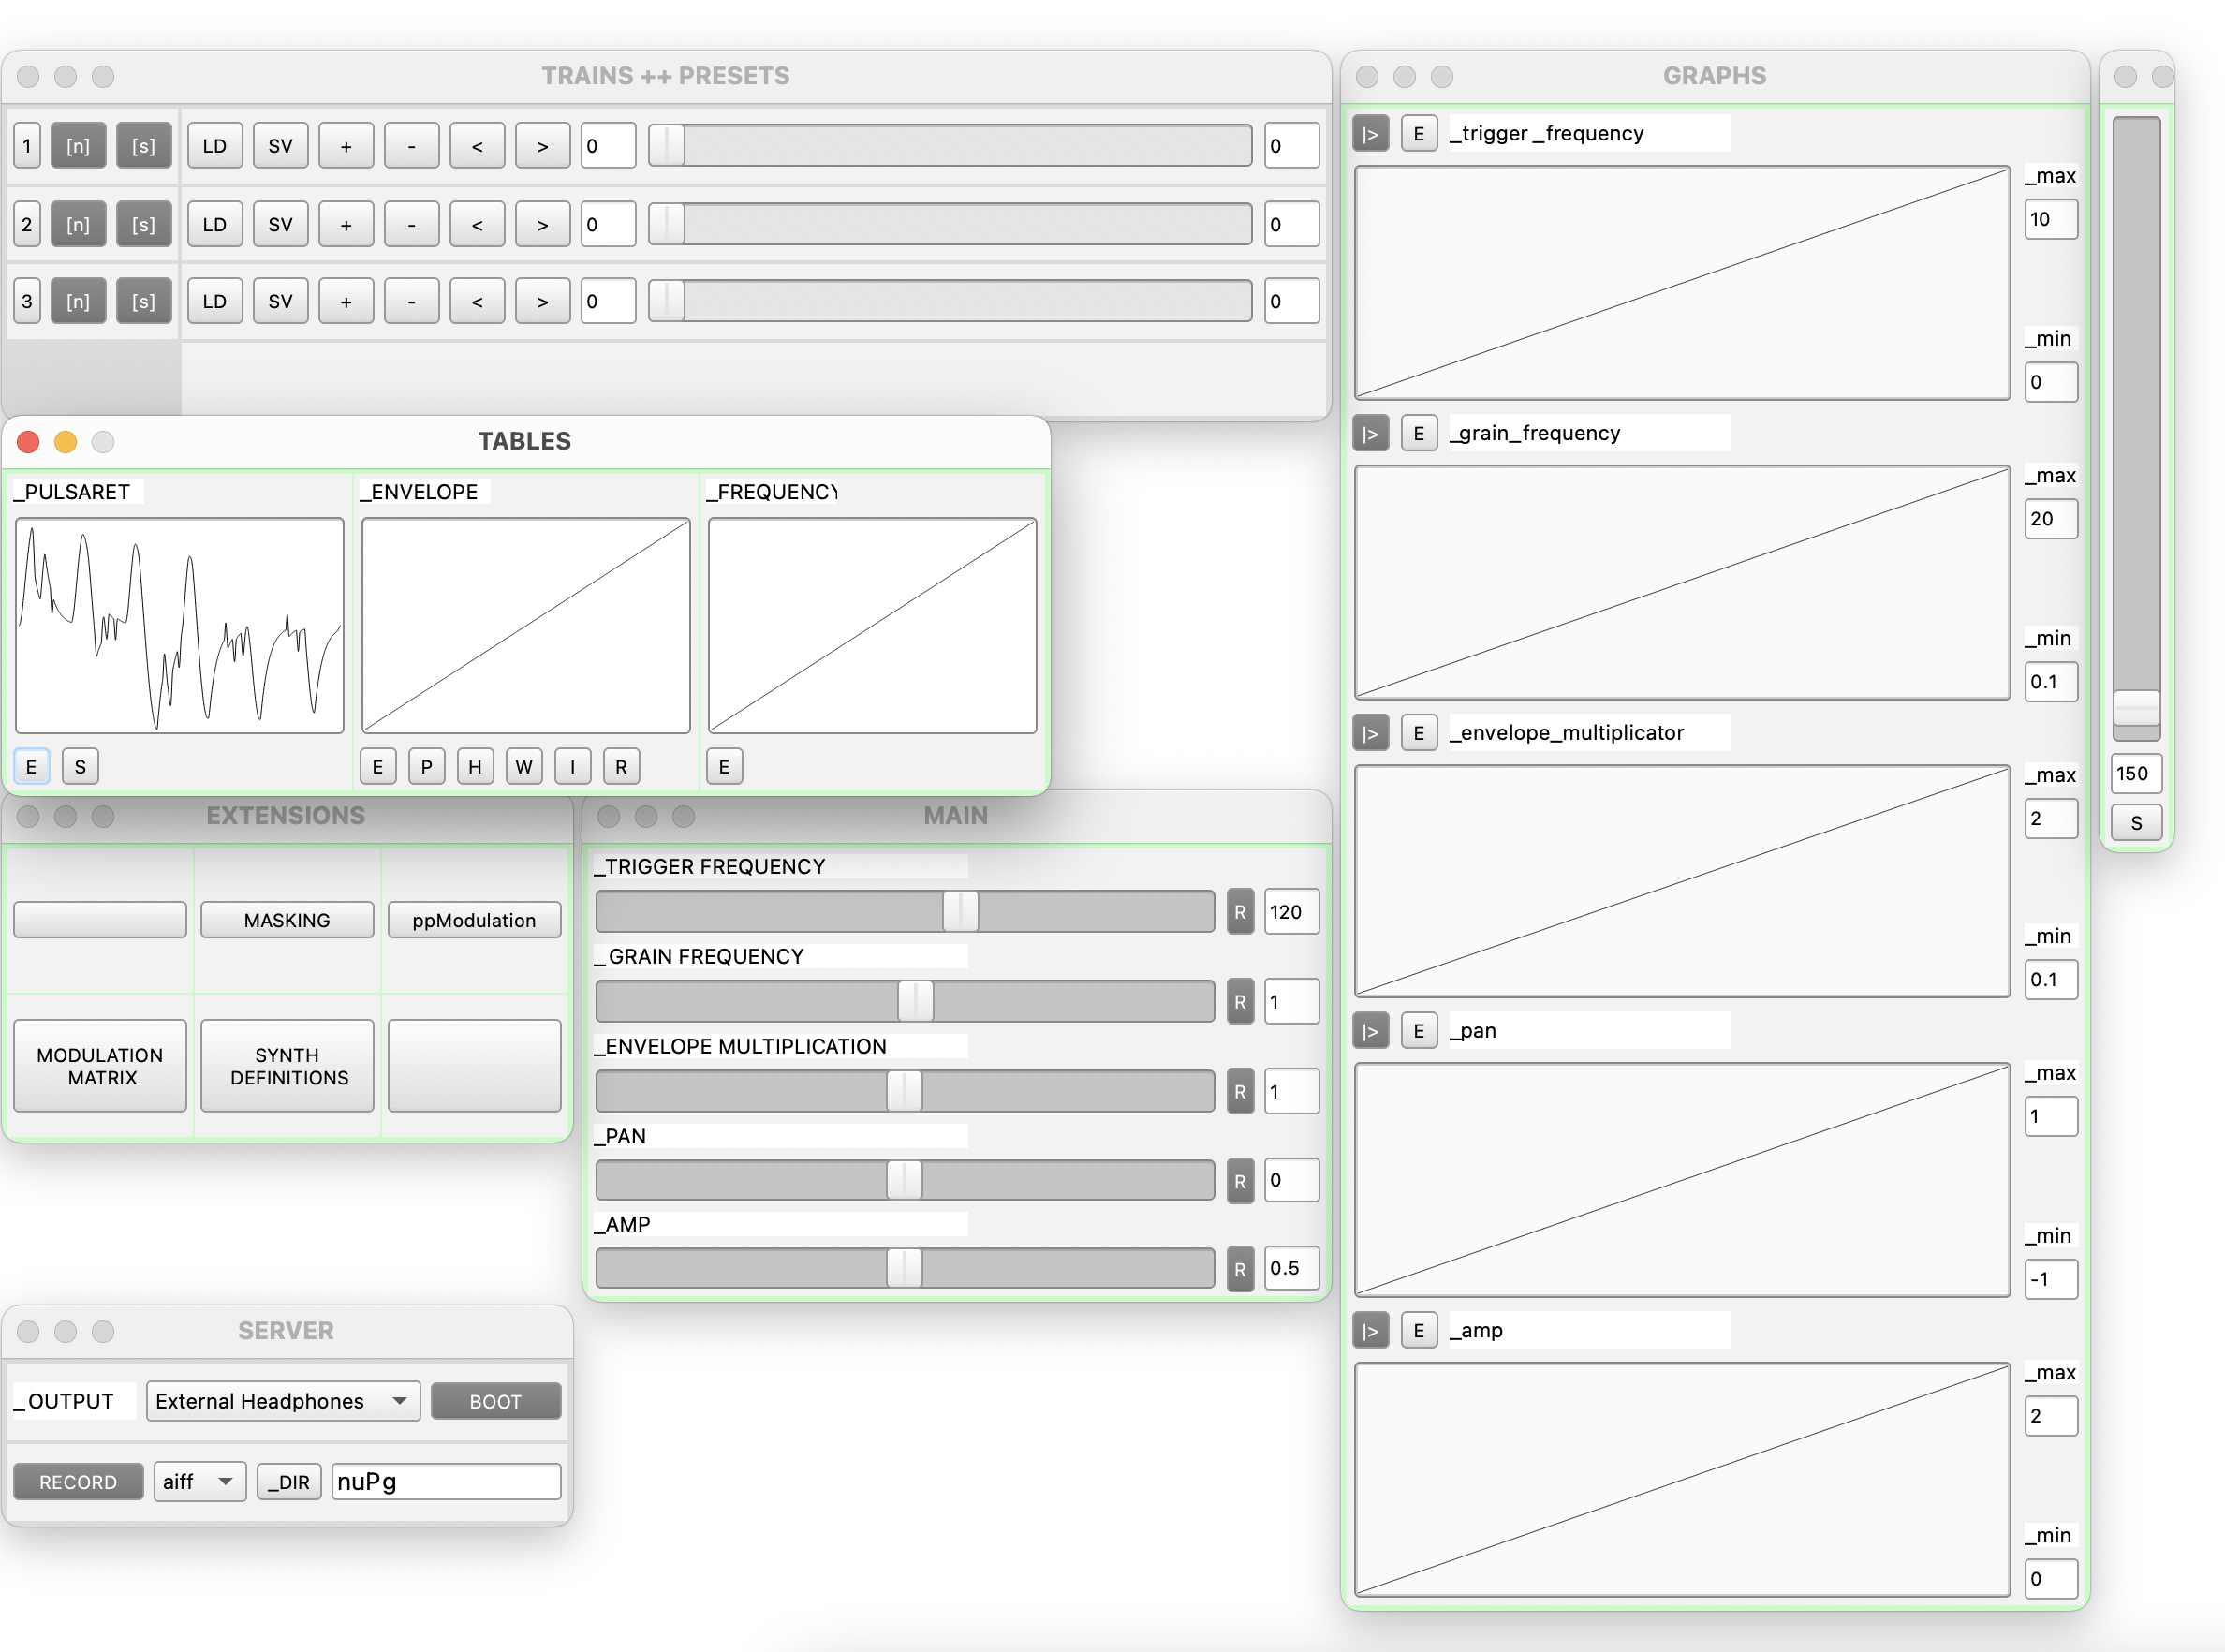 TRAINS ++ PRESETS
1 [n] [s] LD SV + - < > 0 0
2 [n] [s] LD SV + - < > 0 0
3 [n] [s] LD SV + - < > 0 0
TABLES
_PULSARET _ENVELOPE _FREQUENCY
E S E P H W I R E
EXTENSIONS
MASKING ppModulation
MODULATION
MATRIX
SYNTH
DEFINITIONS
MAIN
_TRIGGER FREQUENCY
R 120
_GRAIN FREQUENCY
R 1
_ENVELOPE MULTIPLICATION
R 1
_PAN
R 0
_AMP
R 0.5
SERVER
_OUTPUT External Headphones BOOT
RECORD aiff _DIR nuPg
GRAPHS
|> E _trigger_frequency
_max
10
_min
0
|> E _grain_frequency
_max
20
_min
0.1
|> E _envelope_multiplicator
_max
2
_min
0.1
|> E _pan
_max
1
_min
-1
|> E _amp
_max
2
_min
0
150
S